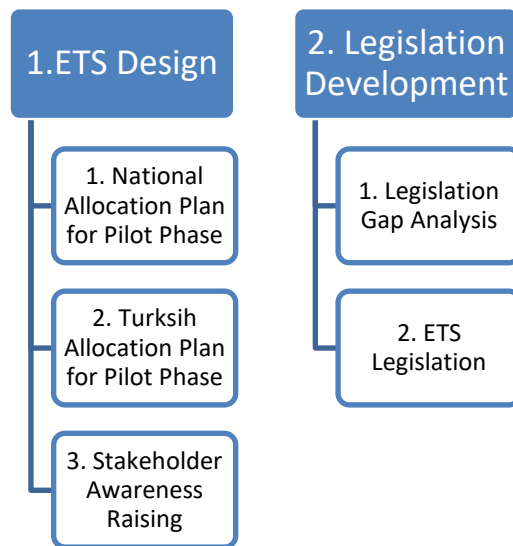 1.ETS Design
1. National
Allocation Plan
for Pilot Phase
2. Turksih
Allocation Plan
for Pilot Phase
3. Stakeholder
Awareness
Raising
2. Legislation
Development
1. Legislation
Gap Analysis
2. ETS
Legislation